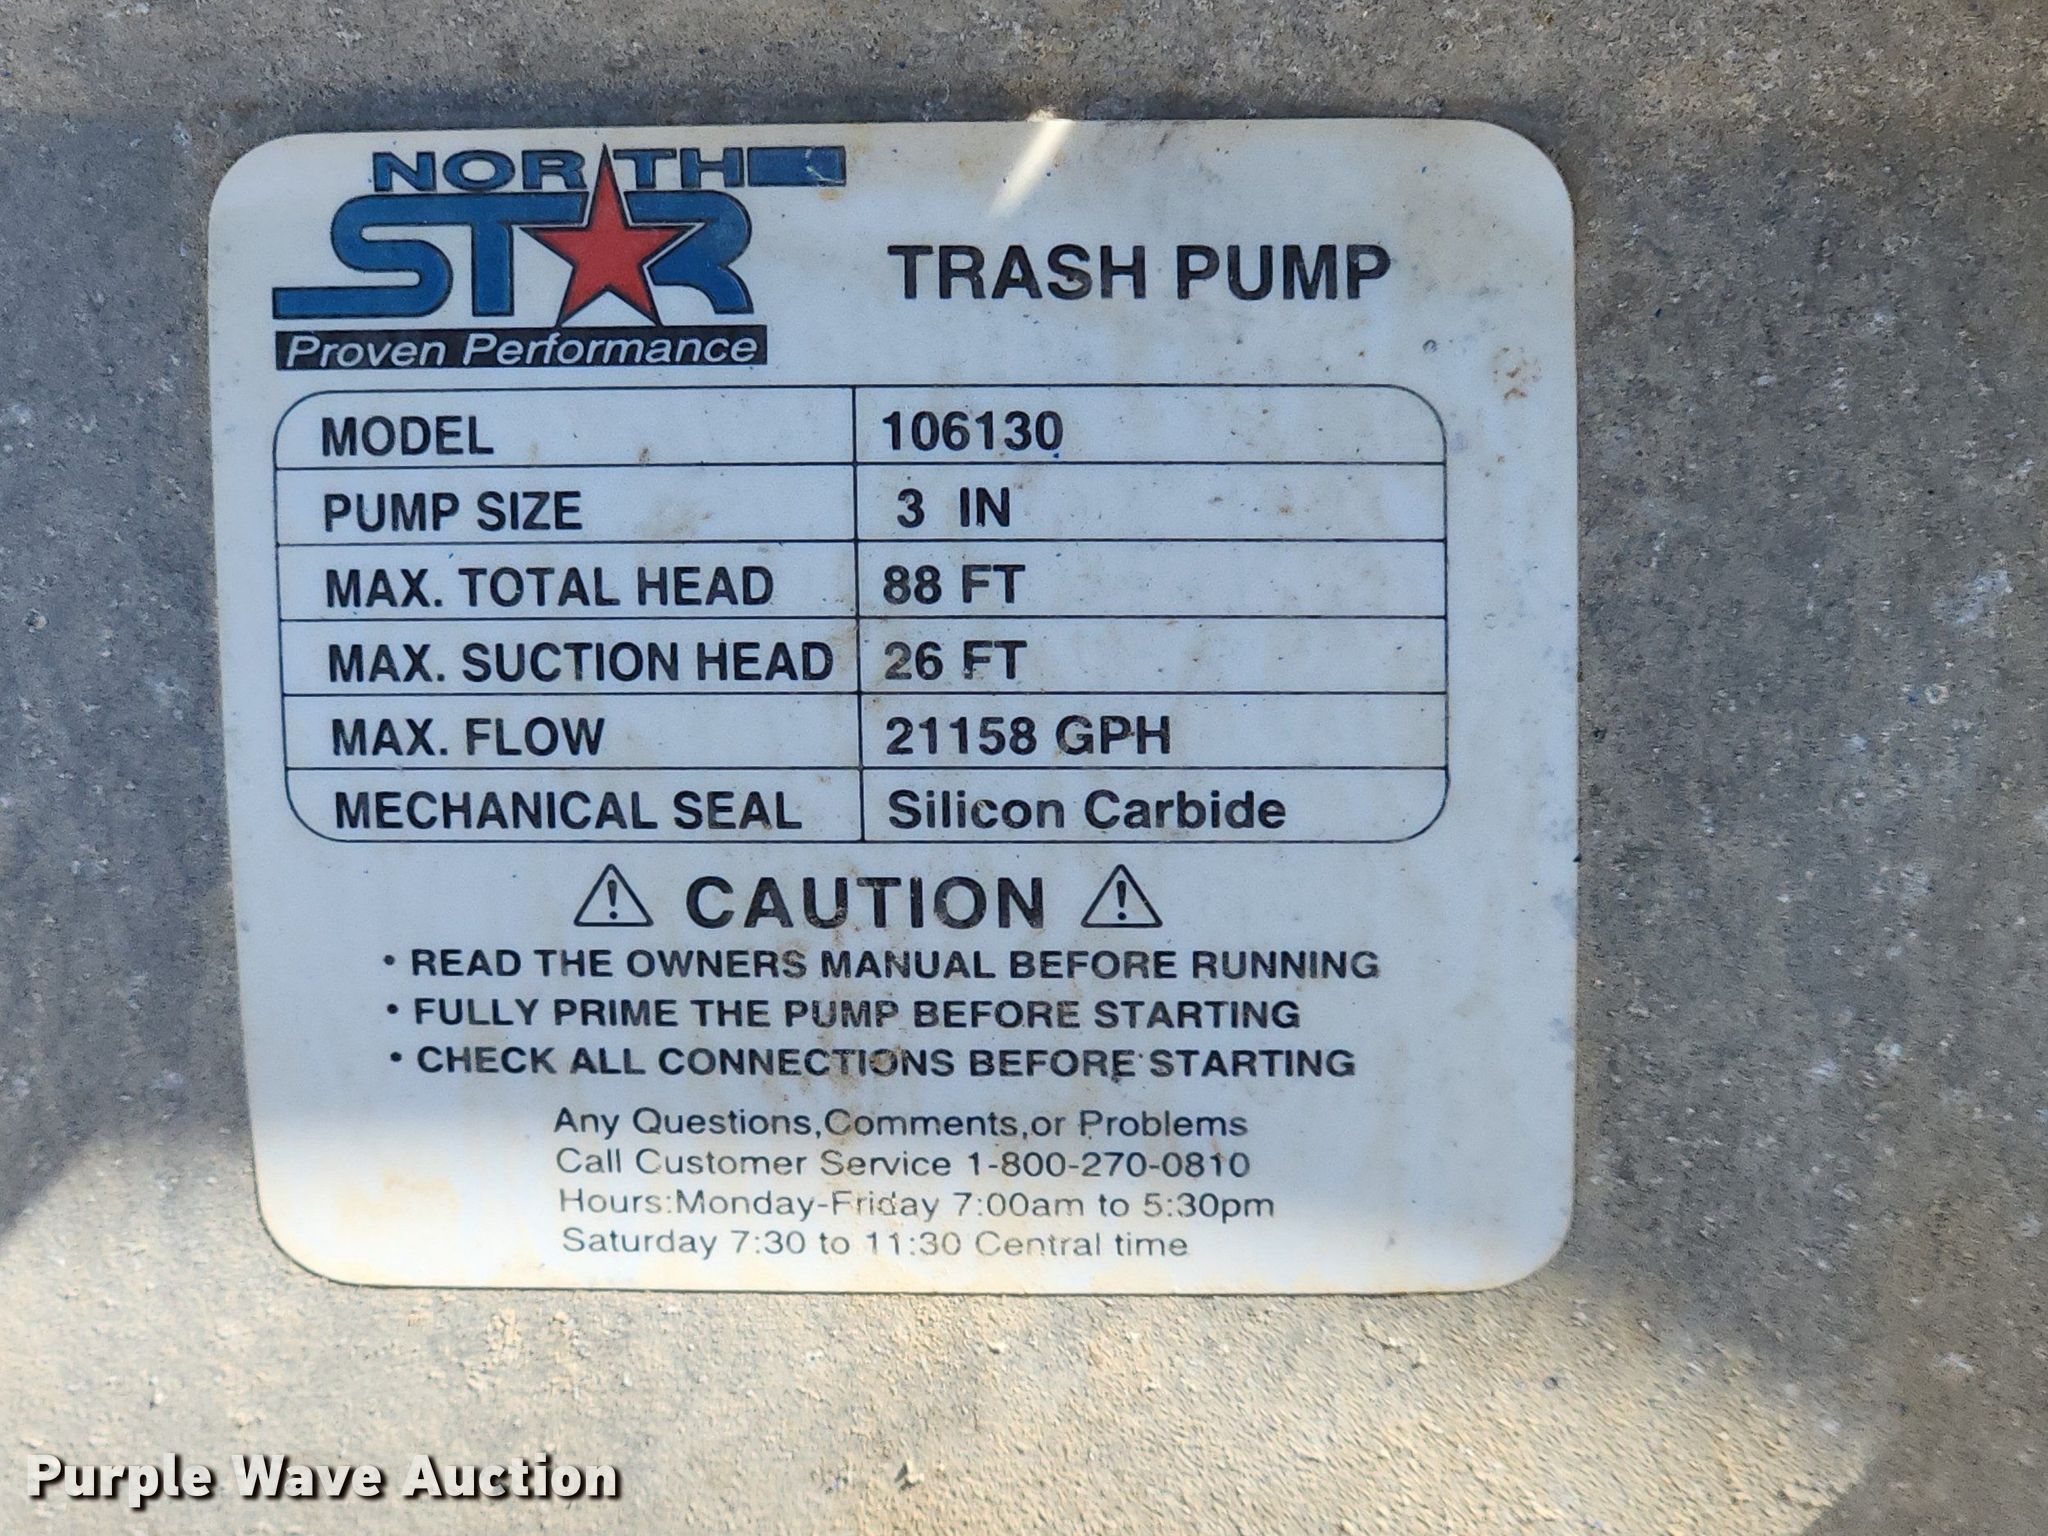 NORTH
STAR
Proven Performance
TRASH PUMP
MODEL 106130
PUMP SIZE 3 IN
MAX. TOTAL HEAD 88 FT
MAX. SUCTION HEAD 26 FT
MAX. FLOW 21158 GPH
MECHANICAL SEAL Silicon Carbide
CAUTION
• READ THE OWNERS MANUAL BEFORE RUNNING
• FULLY PRIME THE PUMP BEFORE STARTING
• CHECK ALL CONNECTIONS BEFORE STARTING
Any Questions,Comments,or Problems
Call Customer Service 1-800-270-0810
Hours:Monday-Friday 7:00am to 5:30pm
Saturday 7:30 to 11:30 Central time
Purple Wave Auction